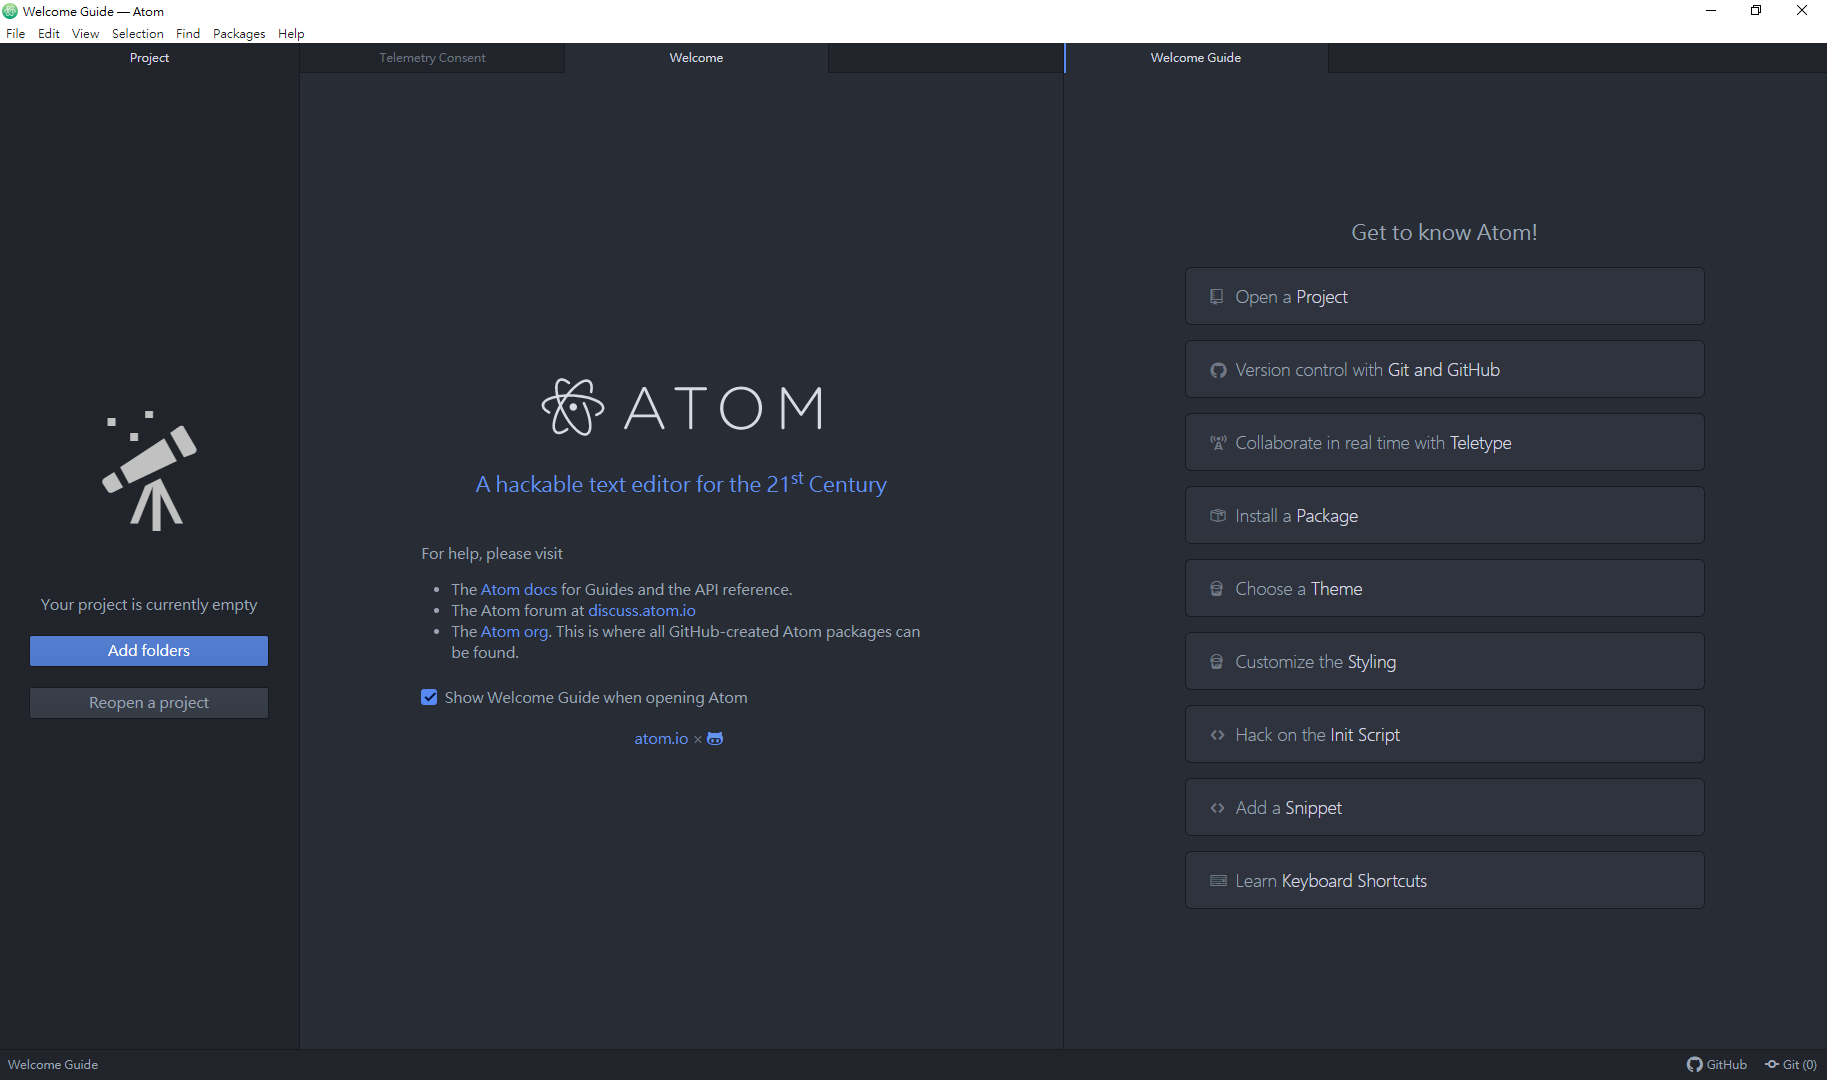 Welcome Guide — Atom
File Edit View Selection Find Packages Help
Project
Telemetry Consent
Welcome
Welcome Guide
Your project is currently empty
Add folders
Reopen a project
ATOM
A hackable text editor for the 21st Century
For help, please visit
• The Atom docs for Guides and the API reference.
• The Atom forum at discuss.atom.io
• The Atom org. This is where all GitHub-created Atom packages can
be found.
Show Welcome Guide when opening Atom
atom.io ×
Get to know Atom!
Open a Project
Version control with Git and GitHub
Collaborate in real time with Teletype
Install a Package
Choose a Theme
Customize the Styling
Hack on the Init Script
Add a Snippet
Learn Keyboard Shortcuts
Welcome Guide
GitHub
Git (0)